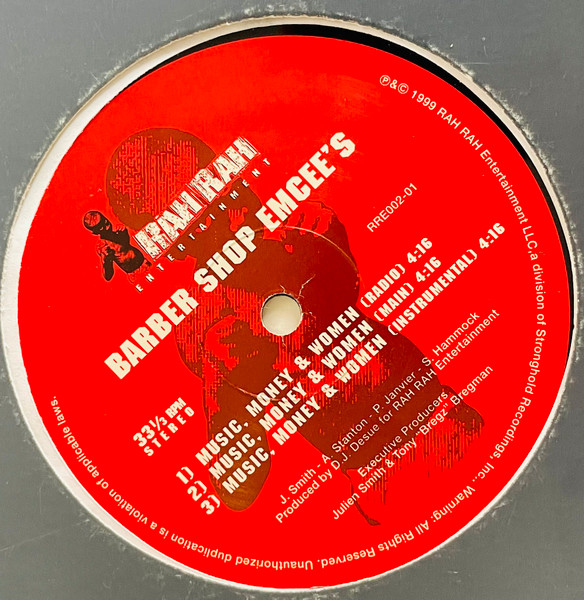 RAH RAH
ENTERTAINMENT
BARBER SHOP EMCEE'S
RRE002-01
33⅓ RPM
STEREO
1) MUSIC, MONEY & WOMEN (RADIO) 4:16
2) MUSIC, MONEY & WOMEN (MAIN) 4:16
3) MUSIC, MONEY & WOMEN (INSTRUMENTAL) 4:16
J. Smith - A. Stanton - P. Janvier - S. Hammock
Produced by D.J. Desue for RAH RAH Entertainment
Executive Producers
Julien Smith & Tony "Bregz" Bregman
℗&© 1999 RAH RAH Entertainment LLC,a division of Stronghold Recordings, Inc.. Warning: All Rights Reserved. Unauthorized duplication is a violation of applicable laws.